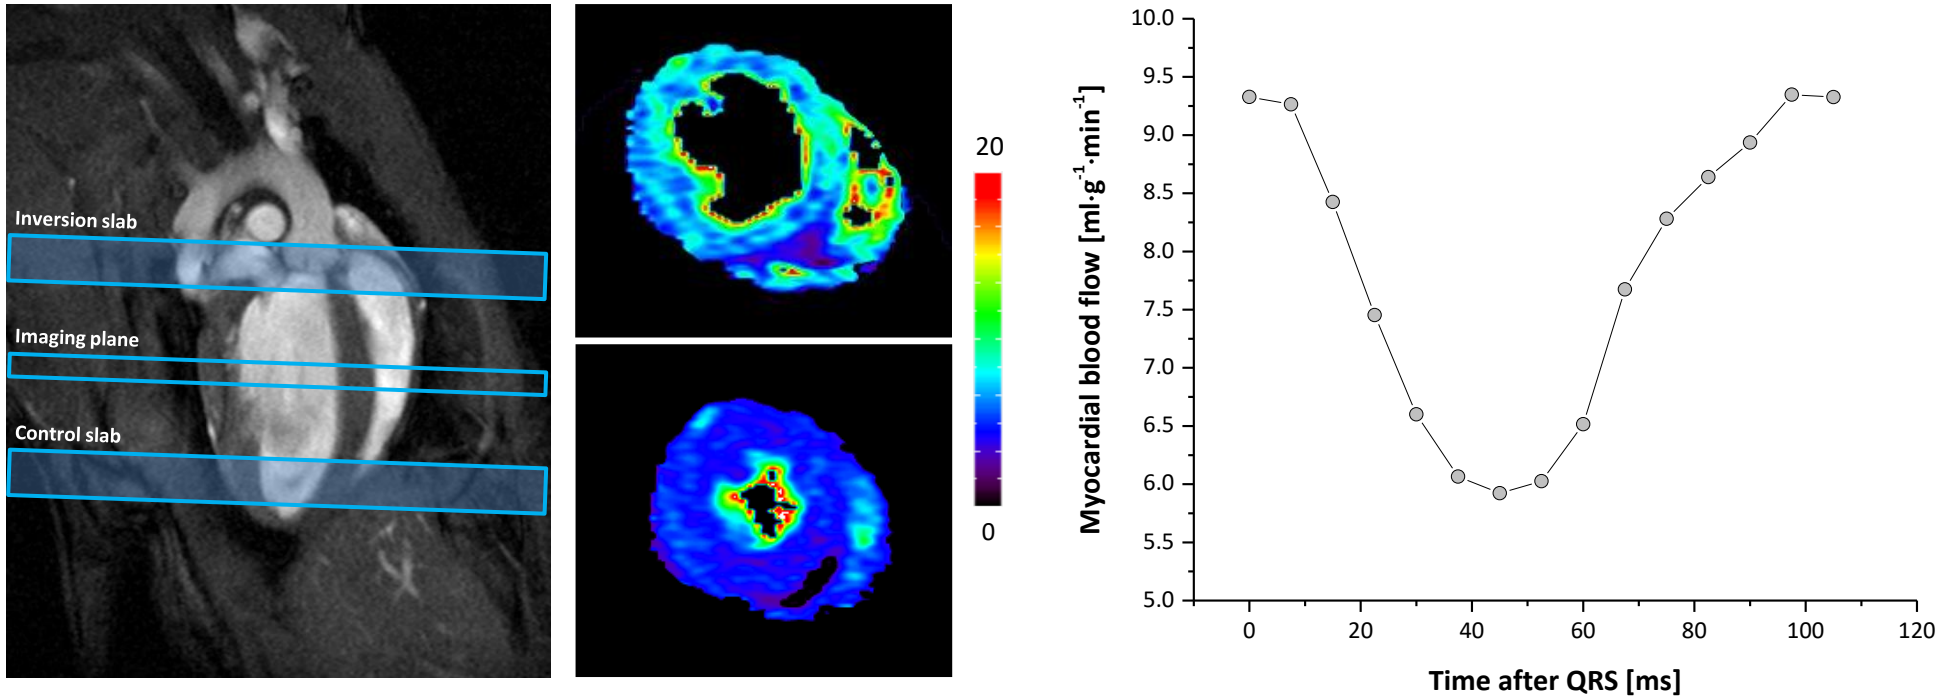 Inversion slab
Imaging plane
Control slab
20
0
Myocardial blood flow [ml·g⁻¹·min⁻¹]
10.0
9.5
9.0
8.5
8.0
7.5
7.0
6.5
6.0
5.5
5.0
0 20 40 60 80 100 120
Time after QRS [ms]